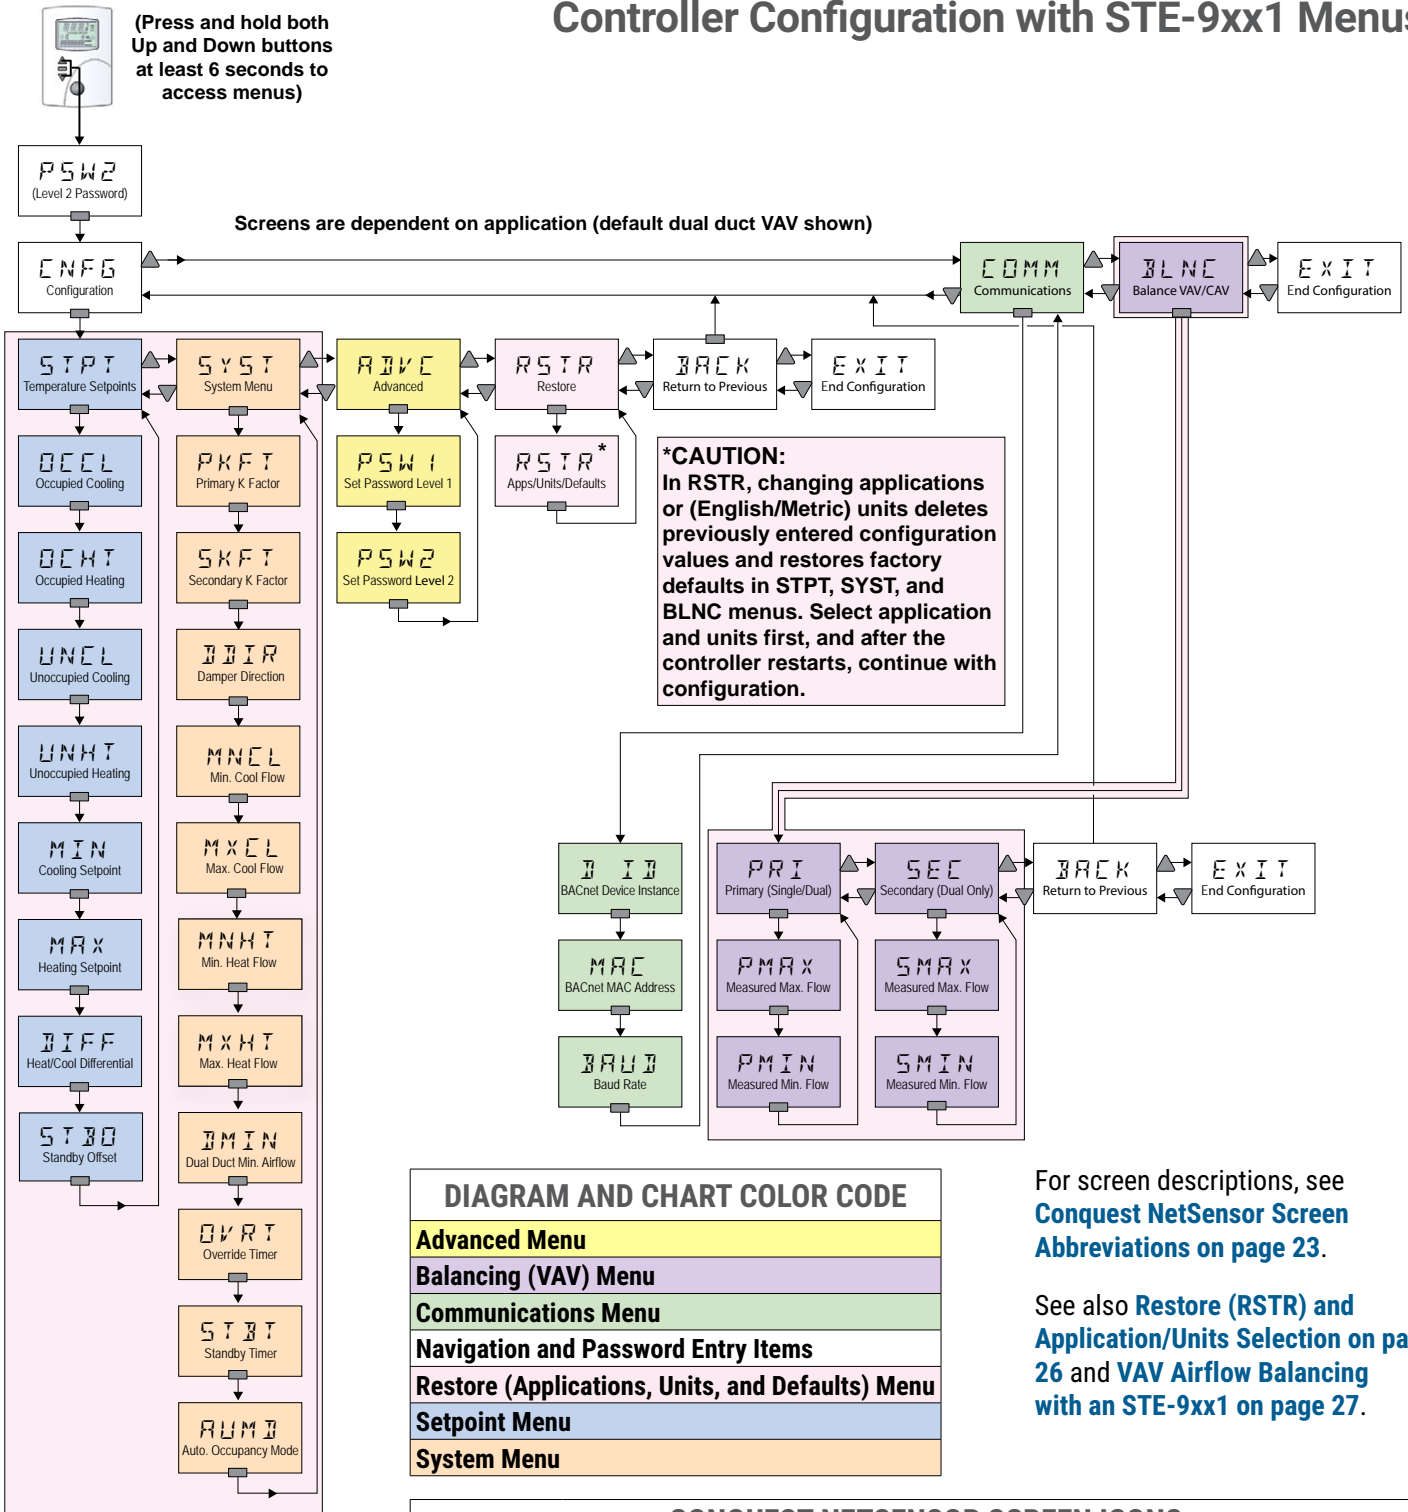 Controller Configuration with STE-9xx1 Menus
(Press and hold both
Up and Down buttons
at least 6 seconds to
access menus)
PSW2
(Level 2 Password)
Screens are dependent on application (default dual duct VAV shown)
CNFG
Configuration
COMM
Communications
BLNC
Balance VAV/CAV
EXIT
End Configuration
STPT
Temperature Setpoints
SYST
System Menu
ADVC
Advanced
RSTR
Restore
BACK
Return to Previous
EXIT
End Configuration
OCCL
Occupied Cooling
PKFT
Primary K Factor
PSW1
Set Password Level 1
RSTR*
Apps/Units/Defaults
OCHT
Occupied Heating
SKFT
Secondary K Factor
PSW2
Set Password Level 2
*CAUTION:
In RSTR, changing applications
or (English/Metric) units deletes
previously entered configuration
values and restores factory
defaults in STPT, SYST, and
BLNC menus. Select application
and units first, and after the
controller restarts, continue with
configuration.
UNCL
Unoccupied Cooling
DDIR
Damper Direction
UNHT
Unoccupied Heating
MNCL
Min. Cool Flow
MIN
Cooling Setpoint
MXCL
Max. Cool Flow
D ID
BACnet Device Instance
PRI
Primary (Single/Dual)
SEC
Secondary (Dual Only)
BACK
Return to Previous
EXIT
End Configuration
MAX
Heating Setpoint
MNHT
Min. Heat Flow
MAC
BACnet MAC Address
PMAX
Measured Max. Flow
SMAX
Measured Max. Flow
DIFF
Heat/Cool Differential
MXHT
Max. Heat Flow
BAUD
Baud Rate
PMIN
Measured Min. Flow
SMIN
Measured Min. Flow
STBO
Standby Offset
DMIN
Dual Duct Min. Airflow
OVRT
Override Timer
STBT
Standby Timer
AUMD
Auto. Occupancy Mode
DIAGRAM AND CHART COLOR CODE
Advanced Menu
Balancing (VAV) Menu
Communications Menu
Navigation and Password Entry Items
Restore (Applications, Units, and Defaults) Menu
Setpoint Menu
System Menu
For screen descriptions, see
Conquest NetSensor Screen
Abbreviations on page 23.
See also Restore (RSTR) and
Application/Units Selection on pa
26 and VAV Airflow Balancing
with an STE-9xx1 on page 27.
CONQUEST NETSENSOR SCREEN ICONS